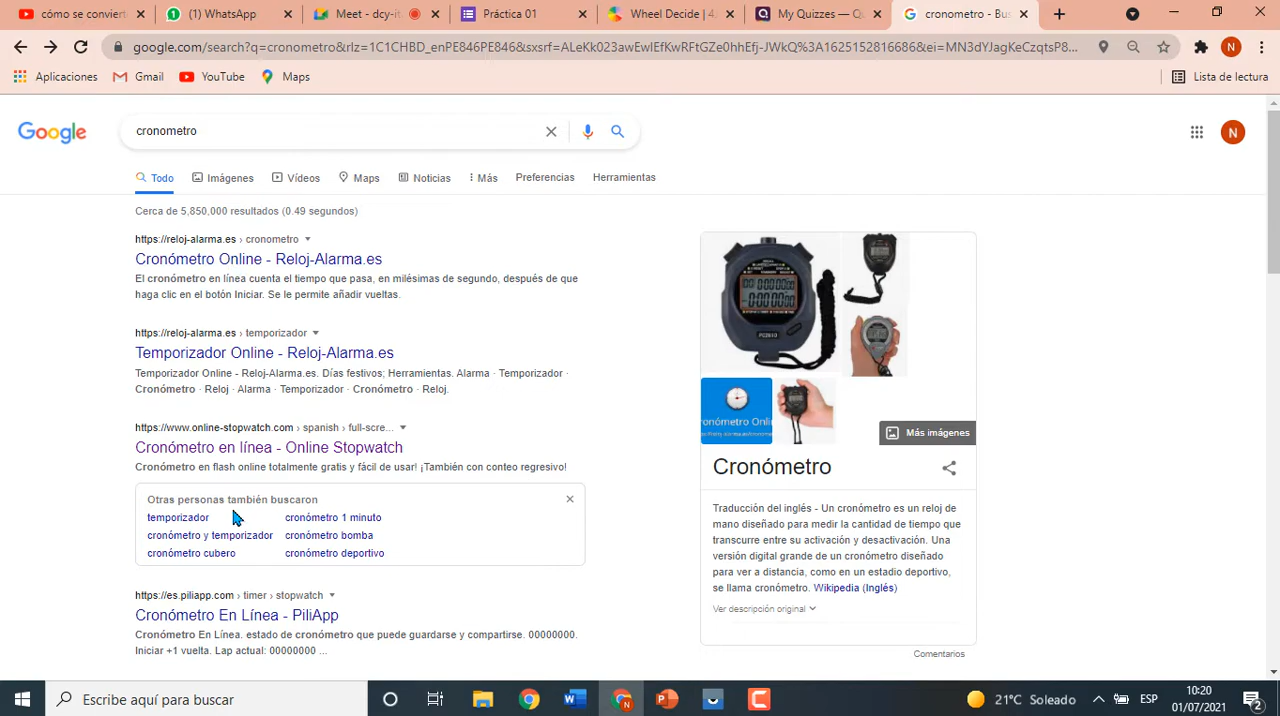 cómo se convirt
(1) WhatsApp
Meet - dcy-it
Práctica 01
Wheel Decide | 4
My Quizzes — Qu
cronometro - Bus
google.com/search?q=cronometro&rlz=1C1CHBD_enPE846PE846&sxsrf=ALeKk023awEwlEfKwRFtGZe0hhEfj-JWkQ%3A1625152816686&ei=MN3dYJagKeCzqtsP8...
Aplicaciones
Gmail
YouTube
Maps
Lista de lectura
Google
cronometro
N
Todo
Imágenes
Vídeos
Maps
Noticias
Más
Preferencias
Herramientas
Cerca de 5,850,000 resultados (0.49 segundos)
https://reloj-alarma.es › cronometro
Cronómetro Online - Reloj-Alarma.es
El cronómetro en línea cuenta el tiempo que pasa, en milésimas de segundo, después de que
haga clic en el botón Iniciar. Se le permite añadir vueltas.
https://reloj-alarma.es › temporizador
Temporizador Online - Reloj-Alarma.es
Temporizador Online - Reloj-Alarma.es. Días festivos; Herramientas. Alarma · Temporizador ·
Cronómetro · Reloj · Alarma · Temporizador · Cronómetro · Reloj.
https://www.online-stopwatch.com › spanish › full-scre...
Cronómetro en línea - Online Stopwatch
Cronómetro en flash online totalmente gratis y fácil de usar! ¡También con conteo regresivo!
Otras personas también buscaron
temporizador
cronómetro 1 minuto
cronómetro y temporizador
cronómetro bomba
cronómetro cubero
cronómetro deportivo
https://es.piliapp.com › timer › stopwatch
Cronómetro En Línea - PiliApp
Cronómetro En Línea. estado de cronómetro que puede guardarse y compartirse. 00000000.
Iniciar +1 vuelta. Lap actual: 00000000 ...
ronómetro Onli
Más imágenes
Cronómetro
Traducción del inglés - Un cronómetro es un reloj de
mano diseñado para medir la cantidad de tiempo que
transcurre entre su activación y desactivación. Una
versión digital grande de un cronómetro diseñado
para ver a distancia, como en un estadio deportivo,
se llama cronómetro. Wikipedia (Inglés)
Ver descripción original
Comentarios
Escribe aquí para buscar
21°C Soleado
ESP
10:20
01/07/2021
2